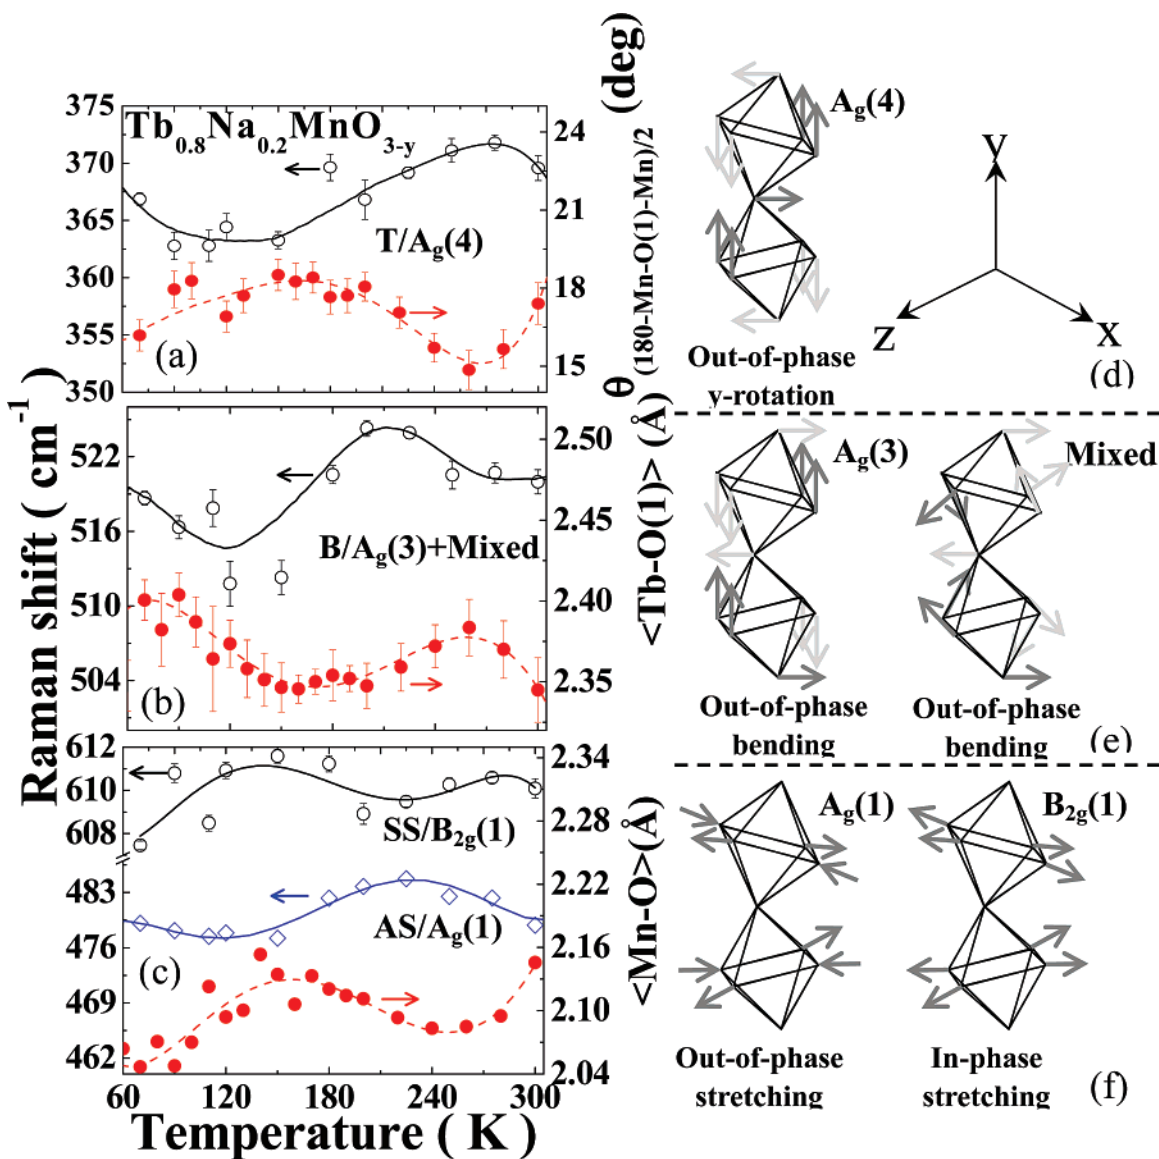 Raman shift ( cm-1)
375
370
365
360
355
350
Tb0.8Na0.2MnO3-y
T/Ag(4)
(a)
24
21
18
15
θ(180-Mn-O(1)-Mn)/2 (deg)
522
516
510
504
B/Ag(3)+Mixed
(b)
2.50
2.45
2.40
2.35
<Tb-O(1)> (Å)
612
610
608
483
476
469
462
SS/B2g(1)
AS/Ag(1)
(c)
2.34
2.28
2.22
2.16
2.10
2.04
<Mn-O>(Å)
60 120 180 240 300
Temperature ( K )
Ag(4)
Out-of-phase
y-rotation
Y
Z
X
(d)
Ag(3)
Mixed
Out-of-phase
bending
Out-of-phase
bending
(e)
Ag(1)
B2g(1)
Out-of-phase
stretching
In-phase
stretching
(f)